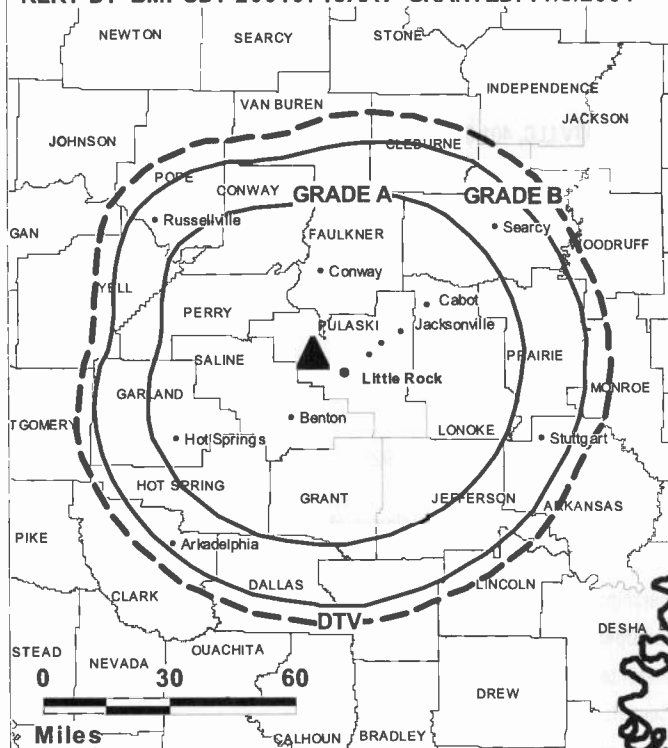 NEWTON
SEARCY
STONE
INDEPENDENCE
JACKSON
VAN BUREN
JOHNSON
CLEBURNE
POPE
CONWAY
GRADE A
GRADE B
Russellville
Searcy
GAN
FAULKNER
WOODRUFF
Conway
YELL
Cabot
PERRY
PULASKI
Jacksonville
SALINE
PRAIRIE
Little Rock
GARLAND
MONROE
TGOMERY
Benton
LONOKE
Hot Springs
Stuttgart
HOT SPRING
GRANT
JEFFERSON
ARKANSAS
PIKE
Arkadelphia
CLARK
DALLAS
LINCOLN
DTV
DESHA
STEAD
NEVADA
OUACHITA
0 30 60
DREW
Miles
CALHOUN
BRADLEY